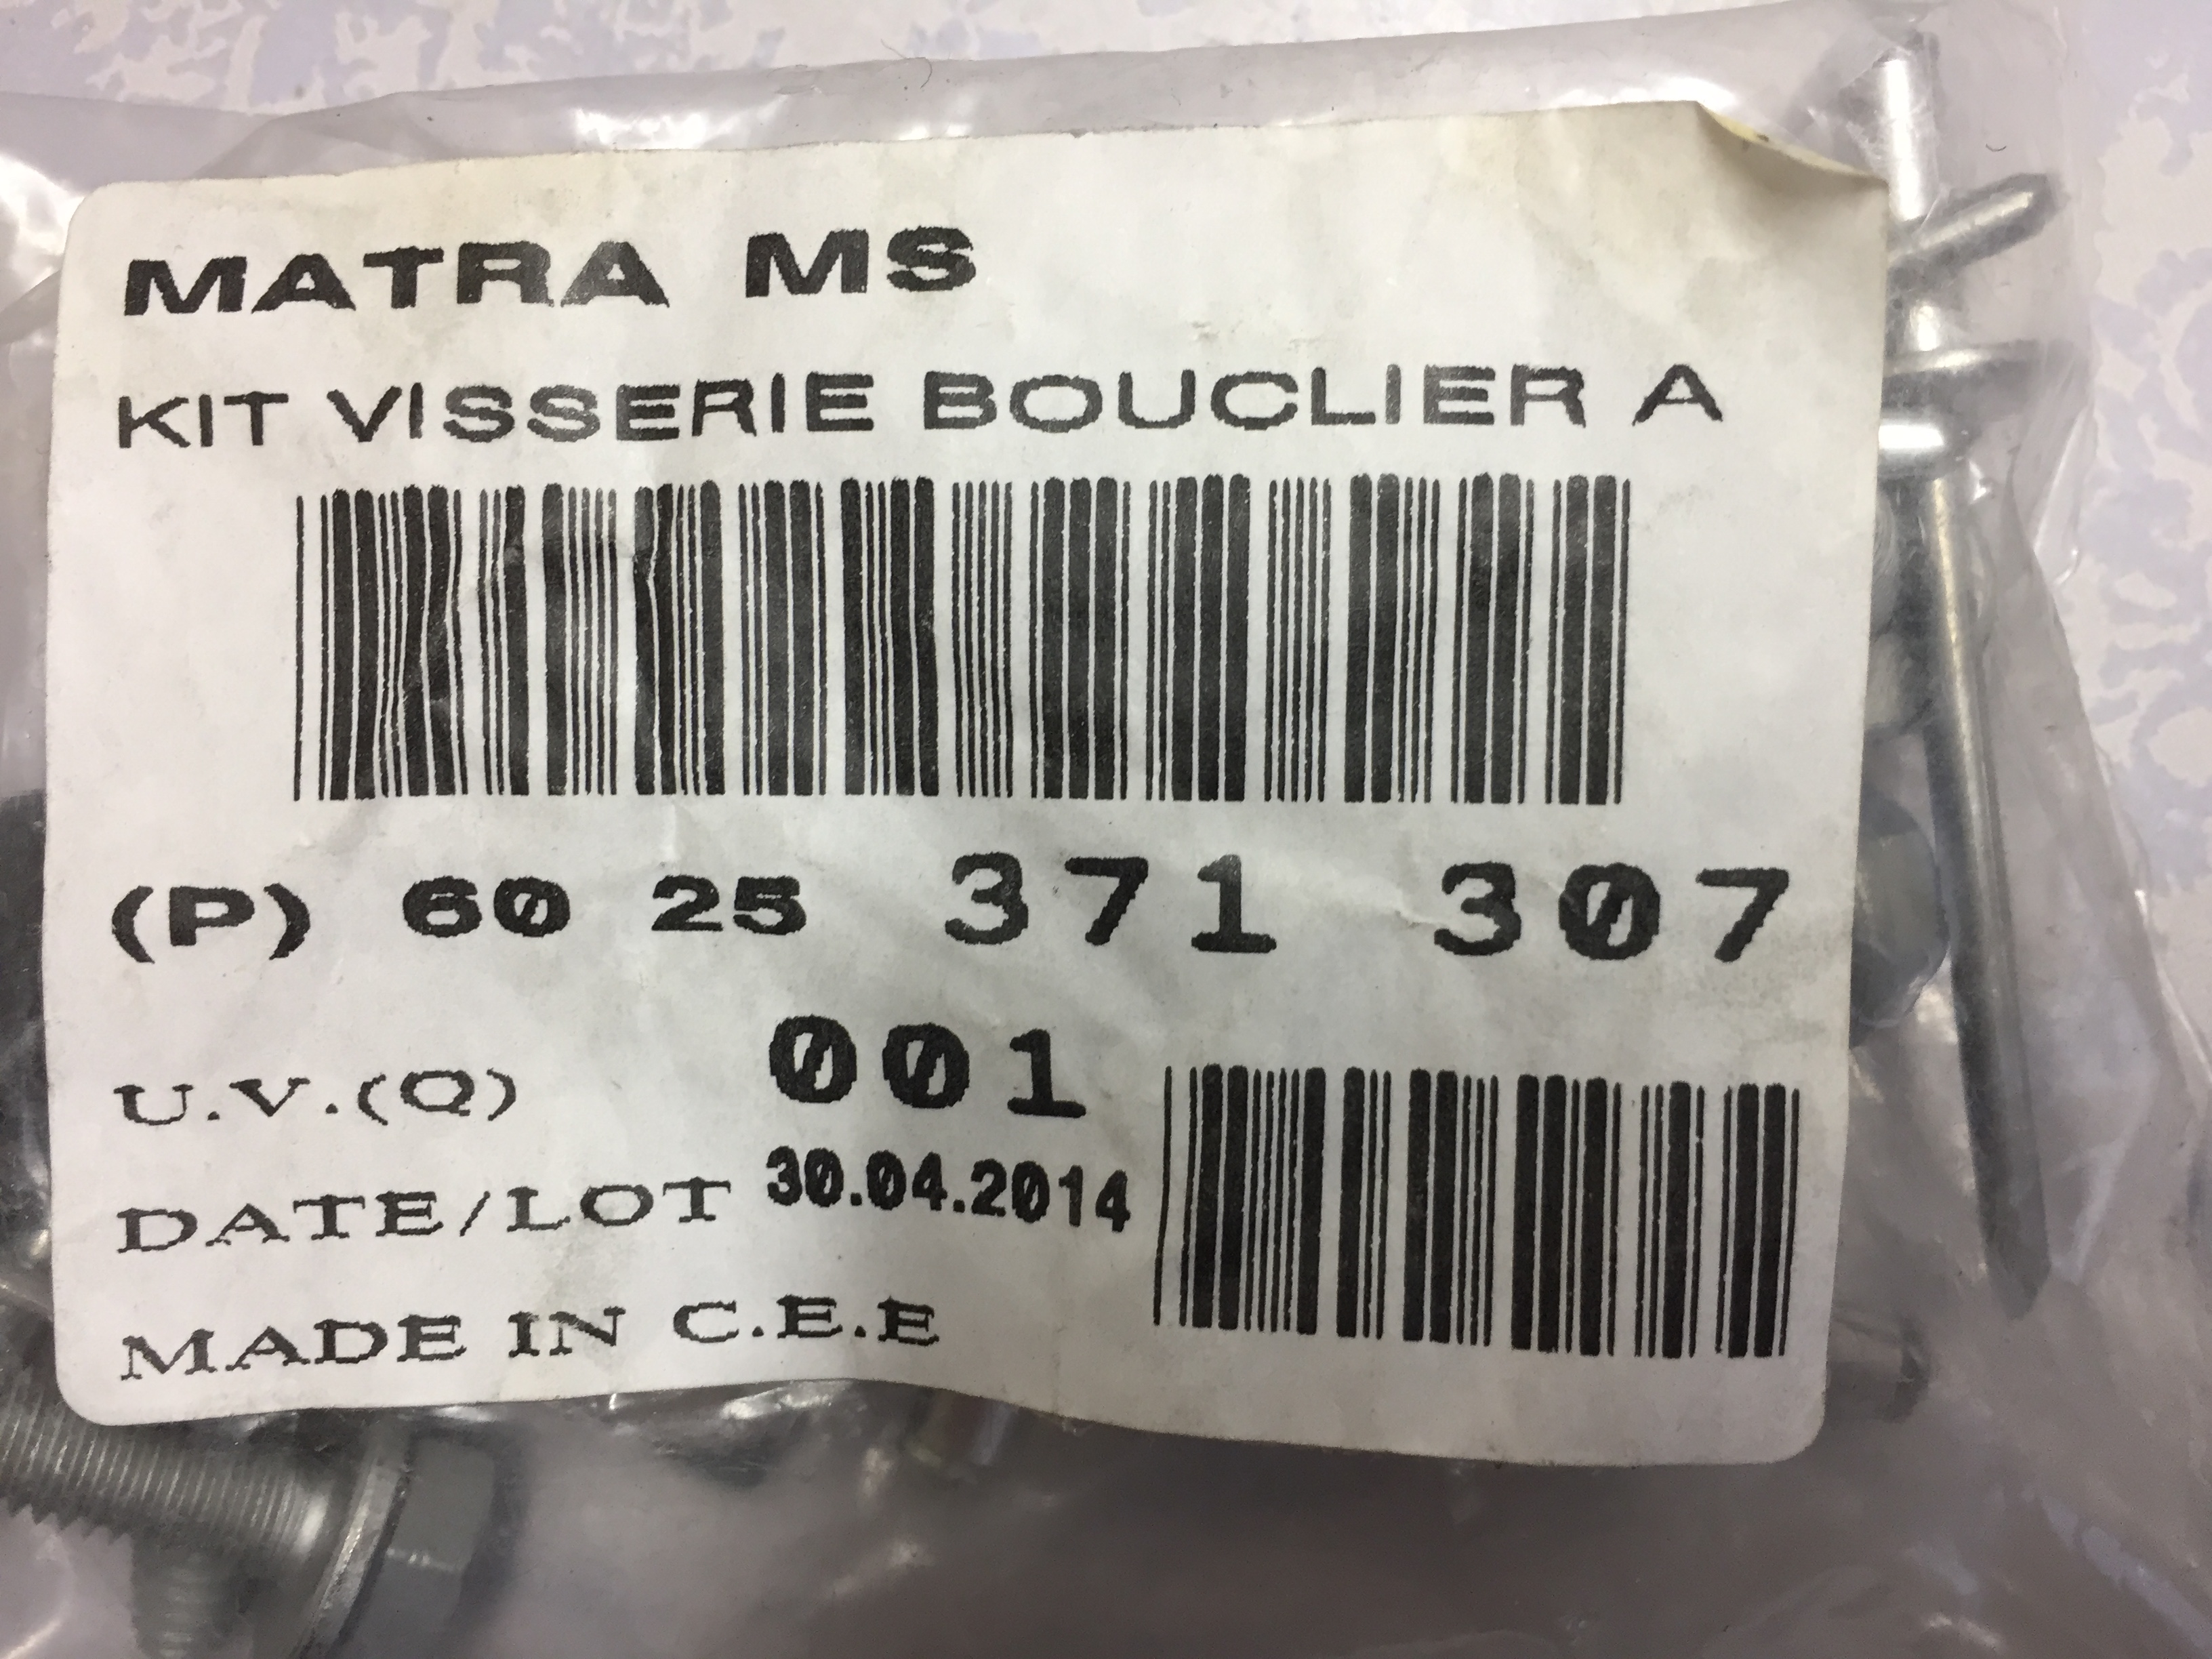 MATRA MS
KIT VISSERIE BOUCLIER A
(P) 60 25 371 307
U.V.(Q) 001
DATE/LOT 30.04.2014
MADE IN C.E.E